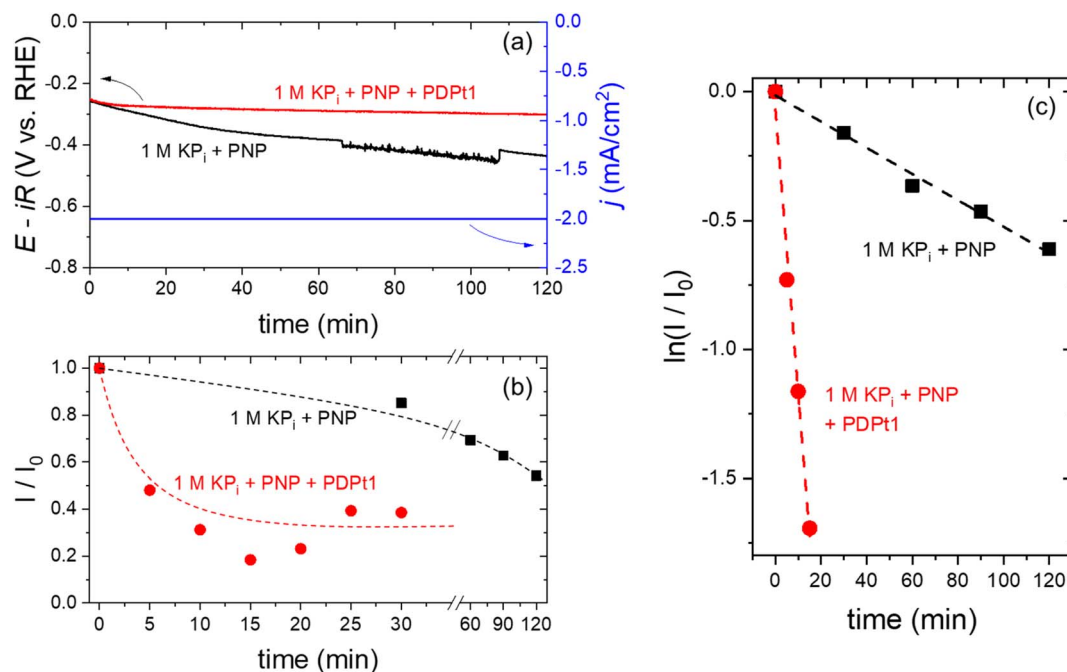 (a)
E - iR (V vs. RHE)
0.0
-0.2
-0.4
-0.6
-0.8
1 M KPi + PNP + PDPt1
1 M KPi + PNP
0.0
-0.5
-1.0
-1.5
-2.0
-2.5
j (mA/cm²)
0 20 40 60 80 100 120
time (min)
(b)
I / I₀
1.0
0.8
0.6
0.4
0.2
0.0
1 M KPi + PNP
1 M KPi + PNP + PDPt1
0 5 10 15 20 25 30 60 90 120
time (min)
(c)
ln(I / I₀)
0.0
-0.5
-1.0
-1.5
1 M KPi + PNP
1 M KPi + PNP
+ PDPt1
0 20 40 60 80 100 120
time (min)